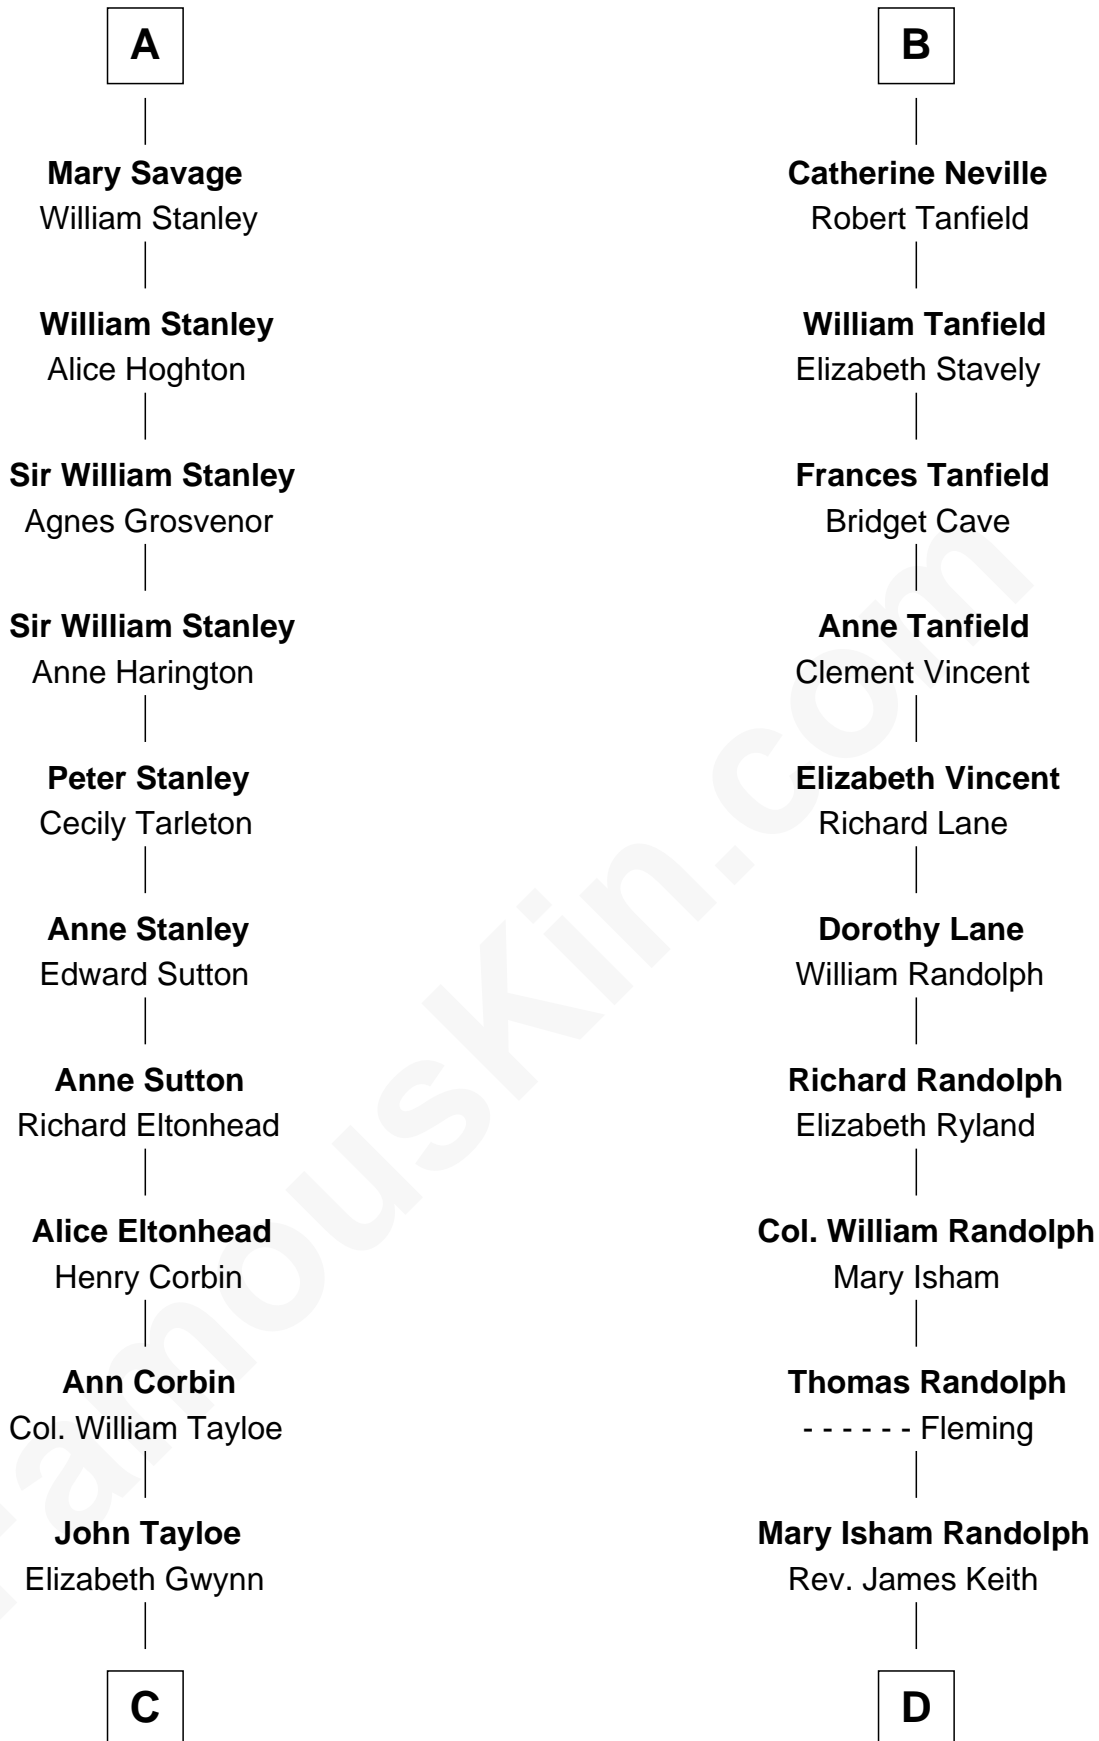 A
Mary Savage
William Stanley
William Stanley
Alice Hoghton
Sir William Stanley
Agnes Grosvenor
Sir William Stanley
Anne Harington
Peter Stanley
Cecily Tarleton
Anne Stanley
Edward Sutton
Anne Sutton
Richard Eltonhead
Alice Eltonhead
Henry Corbin
Ann Corbin
Col. William Tayloe
John Tayloe
Elizabeth Gwynn
C
B
Catherine Neville
Robert Tanfield
William Tanfield
Elizabeth Stavely
Frances Tanfield
Bridget Cave
Anne Tanfield
Clement Vincent
Elizabeth Vincent
Richard Lane
Dorothy Lane
William Randolph
Richard Randolph
Elizabeth Ryland
Col. William Randolph
Mary Isham
Thomas Randolph
- - - - - - Fleming
Mary Isham Randolph
Rev. James Keith
D
FamousKin.com